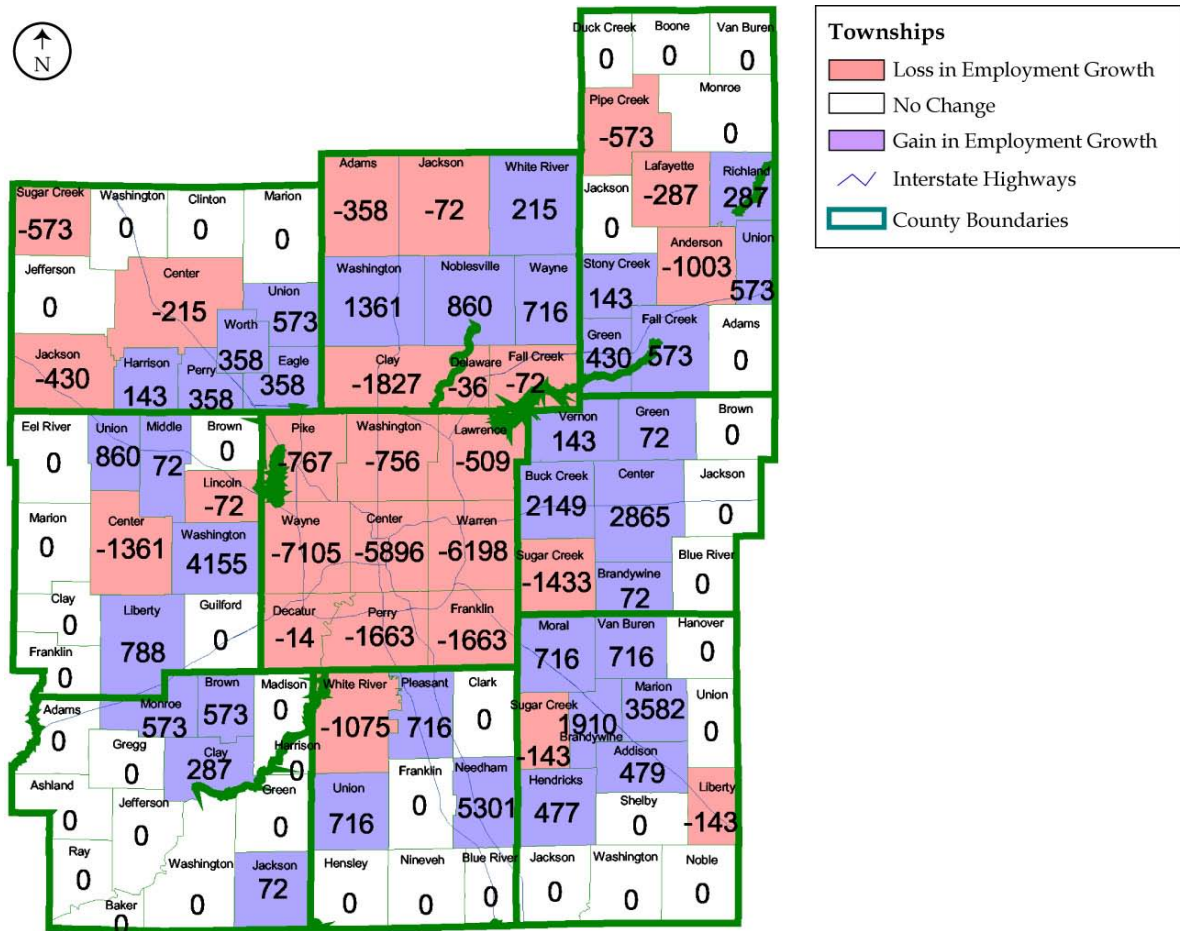 N
Townships
Loss in Employment Growth
No Change
Gain in Employment Growth
Interstate Highways
County Boundaries
Duck Creek
0
Boone
0
Van Buren
0
Pipe Creek
-573
Monroe
0
Jackson
0
Lafayette
-287
Richland
287
Anderson
-1003
Union
573
Stony Creek
143
Green
430
Fall Creek
573
Adams
0
Adams
-358
Jackson
-72
White River
215
Washington
1361
Noblesville
860
Wayne
716
Clay
-1827
Delaware
-36
Fall Creek
-72
Sugar Creek
-573
Washington
0
Clinton
0
Marion
0
Jefferson
0
Center
-215
Union
573
Worth
358
Jackson
-430
Harrison
143
Perry
358
Eagle
358
Eel River
0
Union
860
Middle
72
Brown
0
Lincoln
-72
Marion
0
Center
-1361
Washington
4155
Clay
0
Liberty
788
Guilford
0
Franklin
0
Pike
-767
Washington
-756
Lawrence
-509
Wayne
-7105
Center
-5896
Warren
-6198
Decatur
-14
Perry
-1663
Franklin
-1663
Vernon
143
Green
72
Brown
0
Buck Creek
2149
Center
2865
Jackson
0
Sugar Creek
-1433
Brandywine
72
Blue River
0
Adams
0
Monroe
573
Brown
573
Madison
0
Gregg
0
Clay
287
Harrison
0
Ashland
0
Jefferson
0
Green
0
Ray
0
Washington
0
Jackson
72
Baker
0
White River
-1075
Pleasant
716
Clark
0
Union
716
Franklin
0
Needham
5301
Hensley
0
Nineveh
0
Blue River
0
Moral
716
Van Buren
716
Hanover
0
Sugar Creek
-143
1910
Brandywine
Marion
3582
Union
0
Addison
479
Hendricks
477
Shelby
0
Liberty
-143
Jackson
0
Washington
0
Noble
0